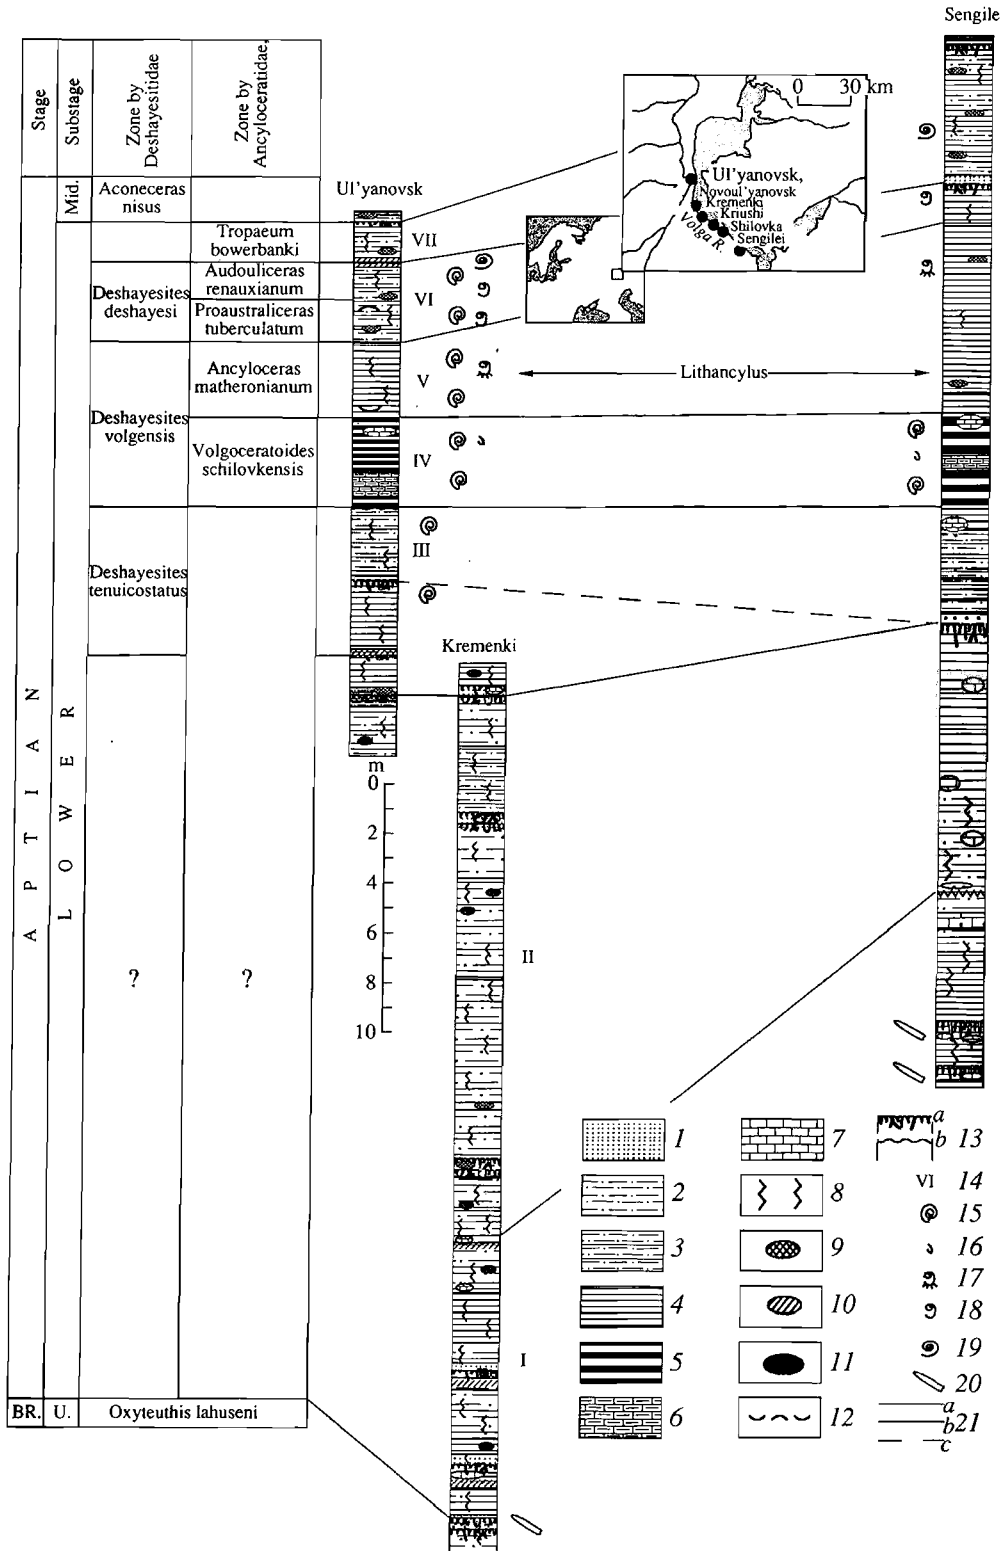 Sengile
Stage
Substage
Zone by
Deshayesitidae
Zone by
Ancyloceratidae,
0 30 km
Ul'yanovsk,
Novoul'yanovsk
Kremenki
Kriushi
Shilovka
Sengilei
Volga R.
Mid.
Aconeceras
nisus
Ul'yanovsk
Tropaeum
bowerbanki
VII
Deshayesites
deshayesi
Audouliceras
renauxianum
VI
Proaustraliceras
tuberculatum
Ancyloceras
matheronianum
V
Lithancylus
Deshayesites
volgensis
Volgoceratoides
schilovkensis
IV
III
Deshayesites
tenuicostatus
Kremenki
APTIAN
LOWER
m
0
2
4
6
8
10
? ?
II
I
BR. U. Oxyteuthis lahuseni
1
2
3
4
5
6
7
8
9
10
11
12
a
b 13
VI 14
15
16
17
18
19
20
a
b 21
c